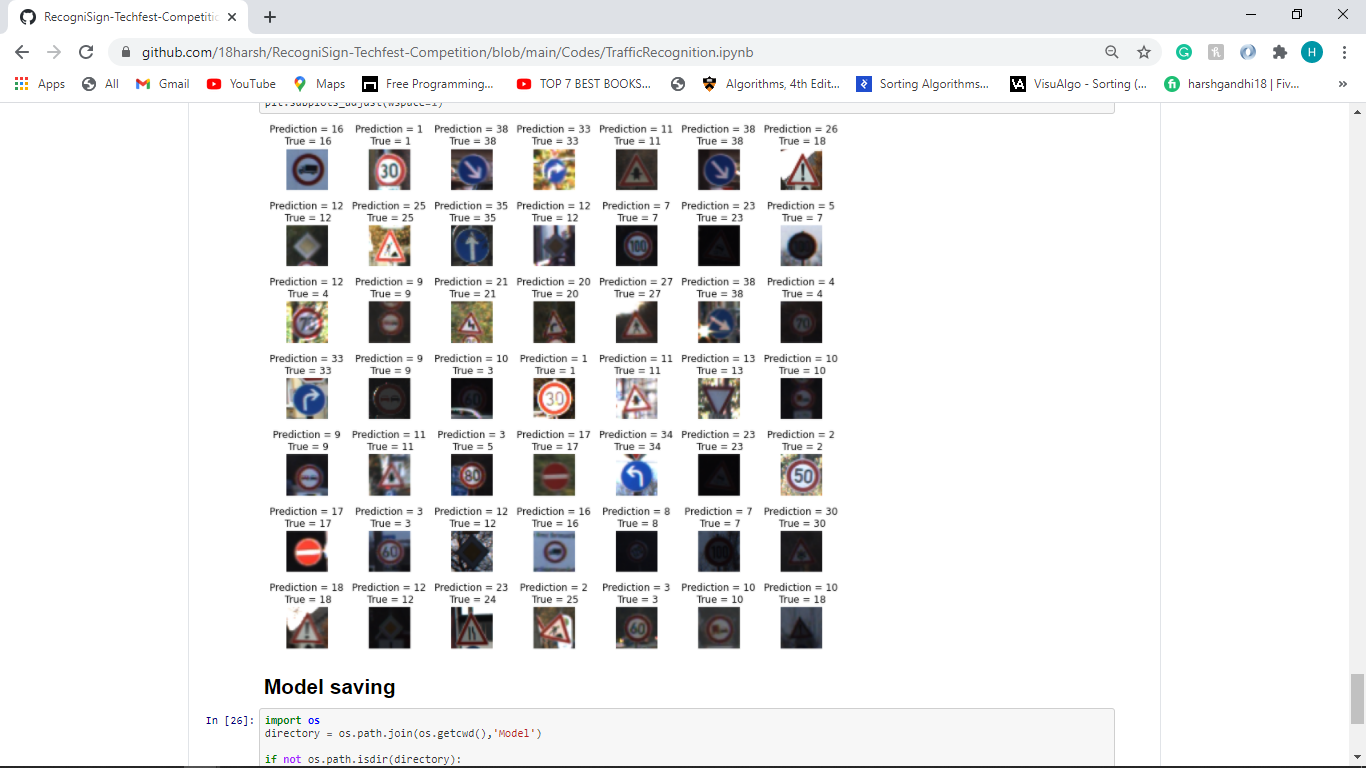 RecogniSign-Techfest-Competitio
github.com/18harsh/RecogniSign-Techfest-Competition/blob/main/Codes/TrafficRecognition.ipynb
H
Apps All Gmail YouTube Maps Free Programming... TOP 7 BEST BOOKS... Algorithms, 4th Edit... Sorting Algorithms... VisuAlgo - Sorting (... harshgandhi18 | Fiv... »
plt.subplots_adjust(wspace=1)
Prediction = 16 Prediction = 1 Prediction = 38 Prediction = 33 Prediction = 11 Prediction = 38 Prediction = 26
True = 16 True = 1 True = 38 True = 33 True = 11 True = 38 True = 18
30
Prediction = 12 Prediction = 25 Prediction = 35 Prediction = 12 Prediction = 7 Prediction = 23 Prediction = 5
True = 12 True = 25 True = 35 True = 12 True = 7 True = 23 True = 7
100
Prediction = 12 Prediction = 9 Prediction = 21 Prediction = 20 Prediction = 27 Prediction = 38 Prediction = 4
True = 4 True = 9 True = 21 True = 20 True = 27 True = 38 True = 4
70
Prediction = 33 Prediction = 9 Prediction = 10 Prediction = 1 Prediction = 11 Prediction = 13 Prediction = 10
True = 33 True = 9 True = 3 True = 1 True = 11 True = 13 True = 10
60 30
Prediction = 9 Prediction = 11 Prediction = 3 Prediction = 17 Prediction = 34 Prediction = 23 Prediction = 2
True = 9 True = 11 True = 5 True = 17 True = 34 True = 23 True = 2
80 50
Prediction = 17 Prediction = 3 Prediction = 12 Prediction = 16 Prediction = 8 Prediction = 7 Prediction = 30
True = 17 True = 3 True = 12 True = 16 True = 8 True = 7 True = 30
60 100
Prediction = 18 Prediction = 12 Prediction = 23 Prediction = 2 Prediction = 3 Prediction = 10 Prediction = 10
True = 18 True = 12 True = 24 True = 25 True = 3 True = 10 True = 18
60
Model saving
In [26]: import os
directory = os.path.join(os.getcwd(),'Model')
if not os.path.isdir(directory):